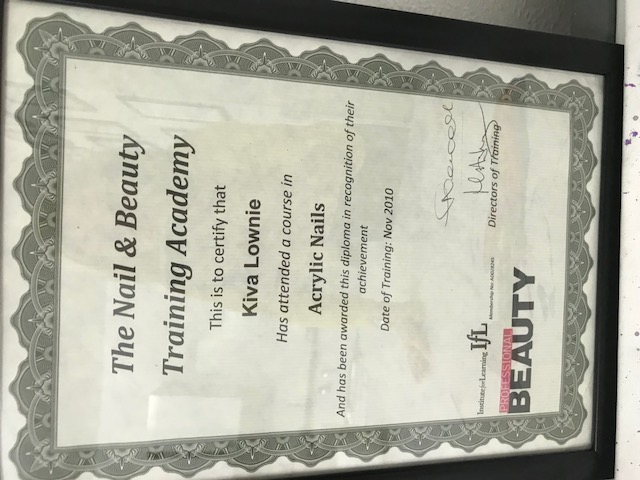 The Nail & Beauty
Training Academy
This is to certify that
Kiva Lownie
Has attended a course in
Acrylic Nails
And has been awarded this diploma in recognition of their
achievement
Date of Training: Nov 2010
Institute for Learning IfL
Membership No: A0028245
Directors of Training
PROFESSIONAL
BEAUTY